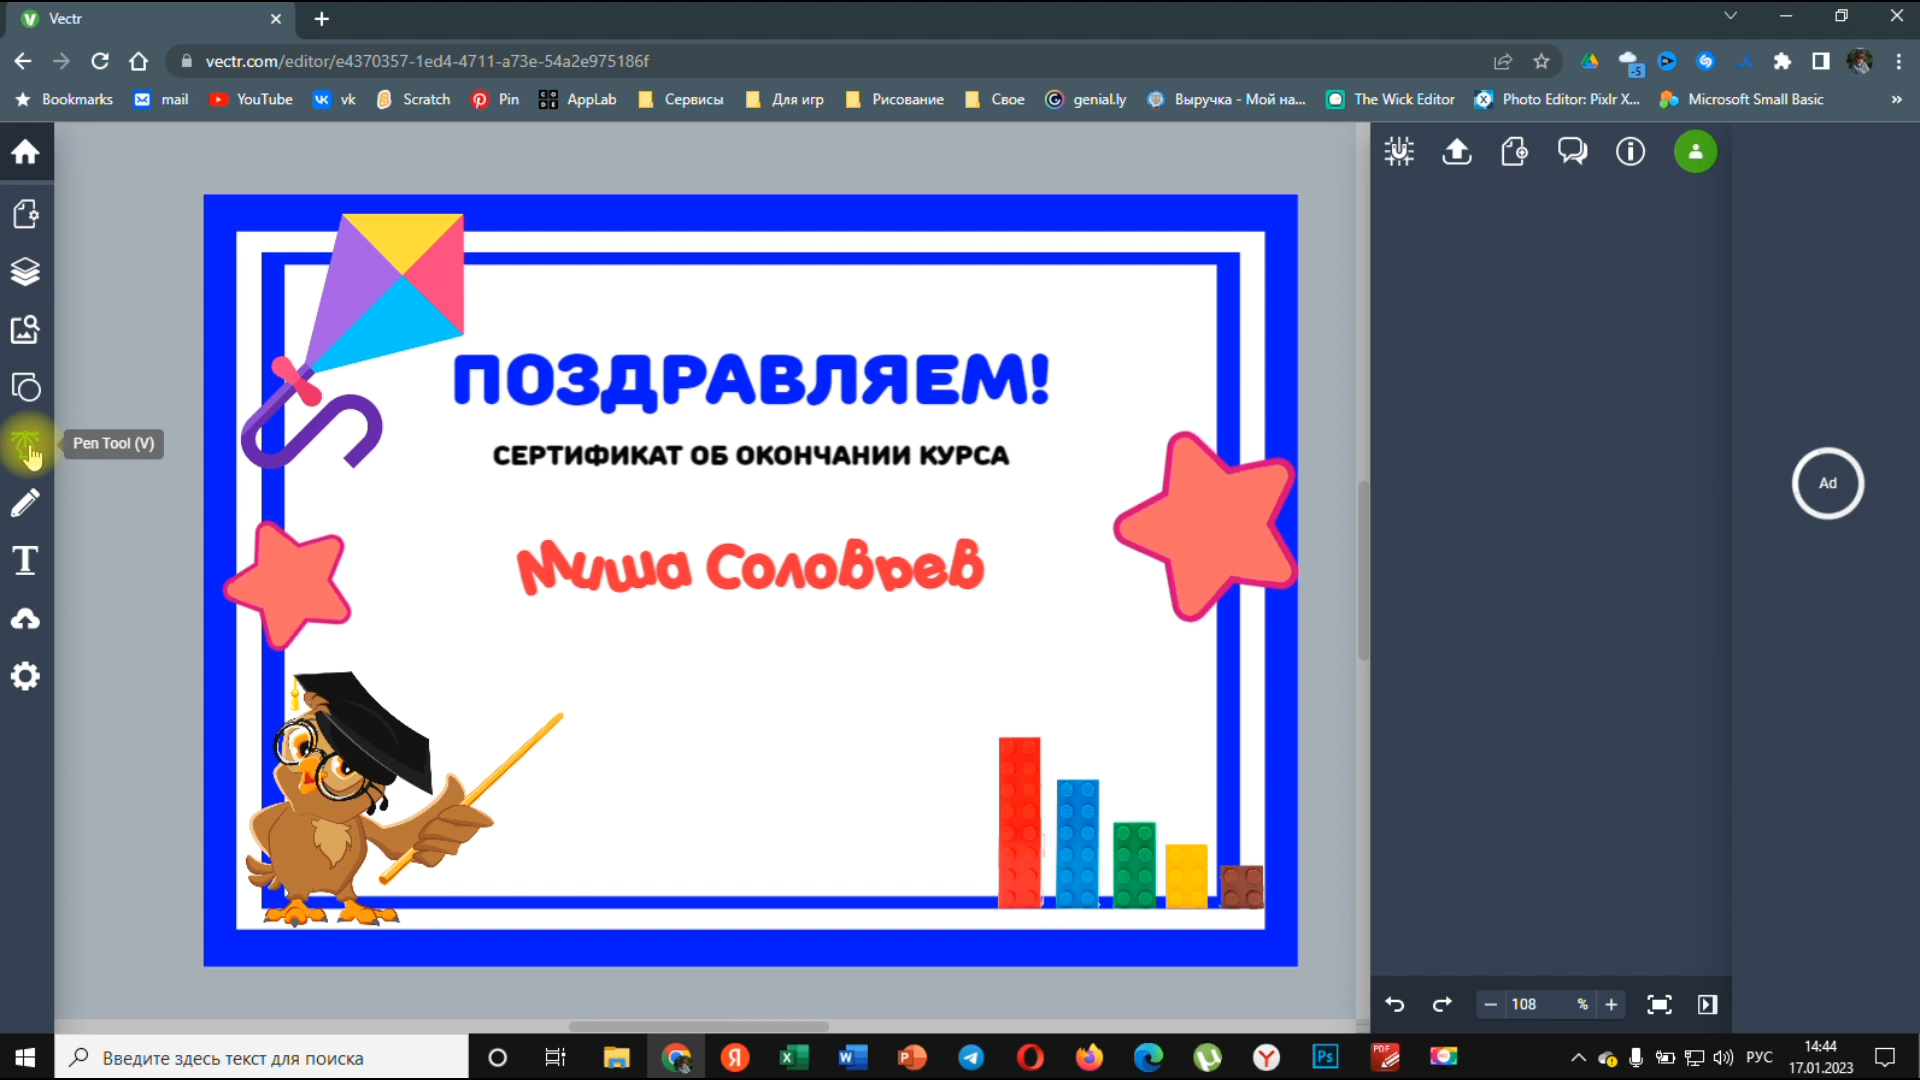 Vectr
vectr.com/editor/e4370357-1ed4-4711-a73e-54a2e975186f
-5
Bookmarks mail YouTube vk Scratch Pin AppLab Сервисы Для игр Рисование Свое genial.ly Выручка - Мой на... The Wick Editor Photo Editor: Pixlr X... Microsoft Small Basic »
ПОЗДРАВЛЯЕМ!
Pen Tool (V)
СЕРТИФИКАТ ОБ ОКОНЧАНИИ КУРСА
Ad
Миша Соловьев
108 %
Введите здесь текст для поиска
РУС
14:44
17.01.2023